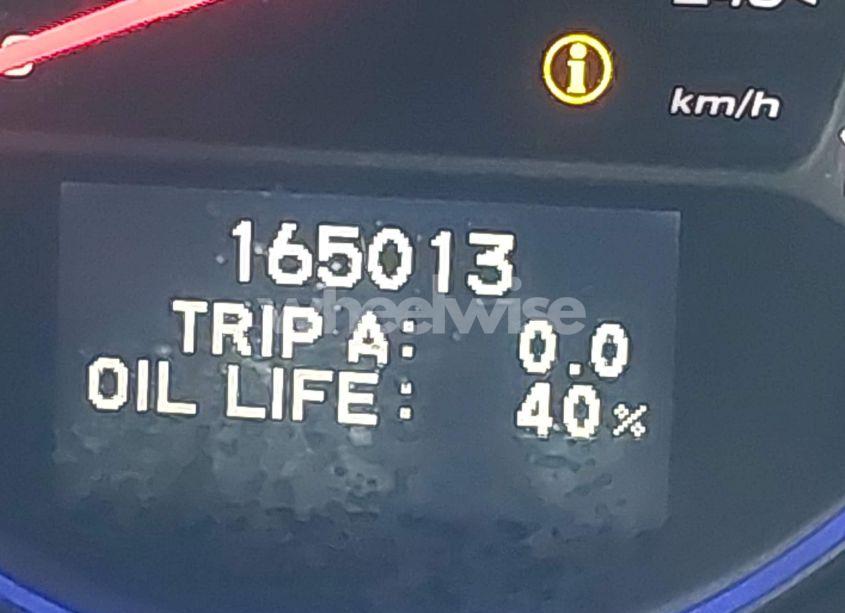 km/h
165013
wheelwise
TRIP A: 0.0
OIL LIFE: 40%